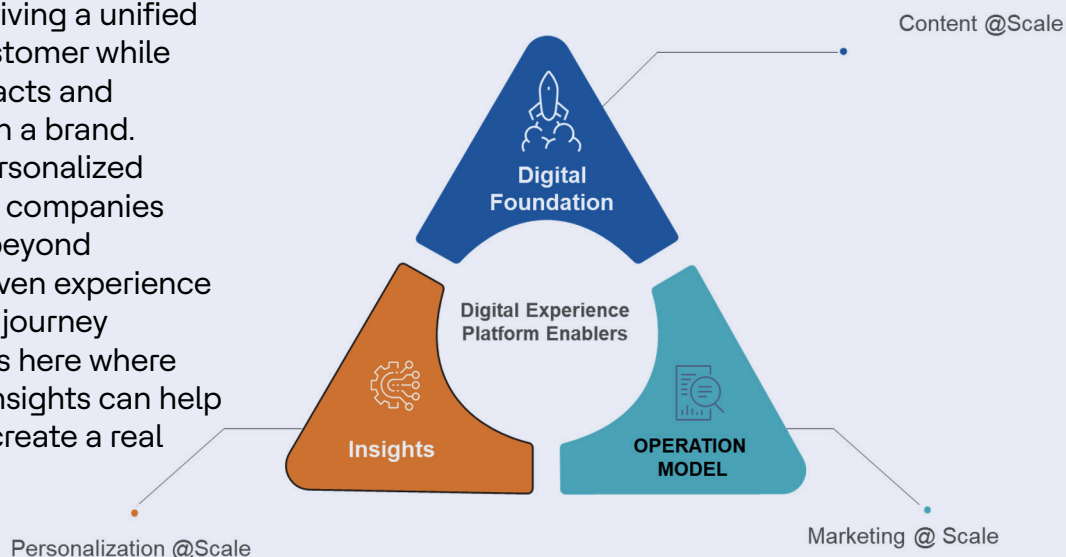 iving a unified
stomer while
acts and
n a brand.
rsonalized
companies
beyond
ven experience
journey
s here where
nsights can help
create a real
Content @Scale
Digital
Foundation
Digital Experience
Platform Enablers
Insights
OPERATION
MODEL
Personalization @Scale
Marketing @ Scale